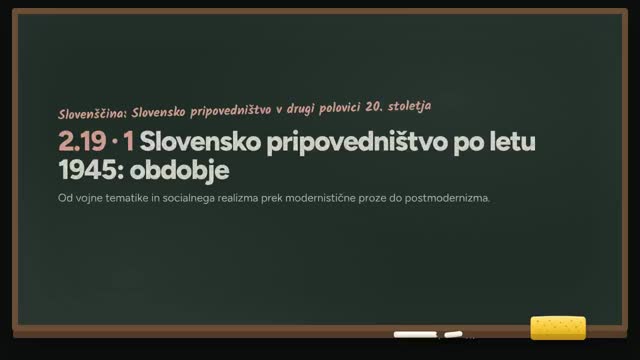 Slovenščina: Slovensko pripovedništvo v drugi polovici 20. stoletja
2.19 · 1 Slovensko pripovedništvo po letu
1945: obdobje
Od vojne tematike in socialnega realizma prek modernistične proze do postmodernizma.